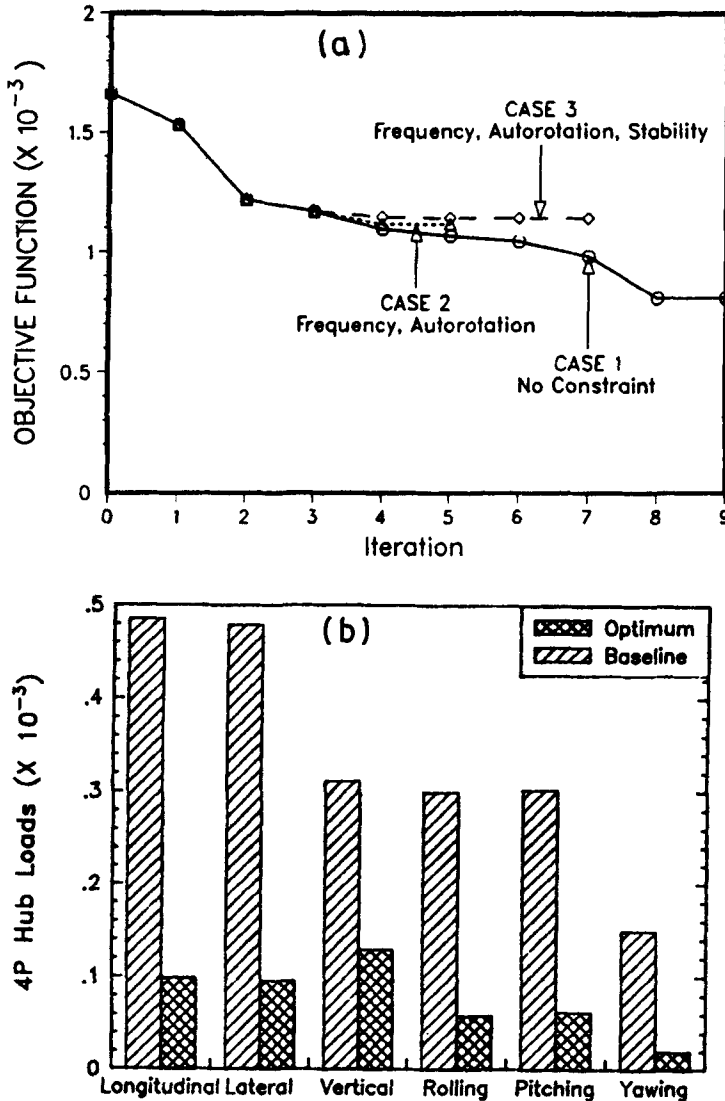 (a)
OBJECTIVE FUNCTION (X 10⁻³)
2
1.5
1
0.5
0
CASE 3
Frequency, Autorotation, Stability
CASE 2
Frequency, Autorotation
CASE 1
No Constraint
0 1 2 3 4 5 6 7 8 9
Iteration
(b)
4P Hub Loads (X 10⁻³)
.5
.4
.3
0.2
0.1
0
Optimum
Baseline
Longitudinal Lateral Vertical Rolling Pitching Yawing